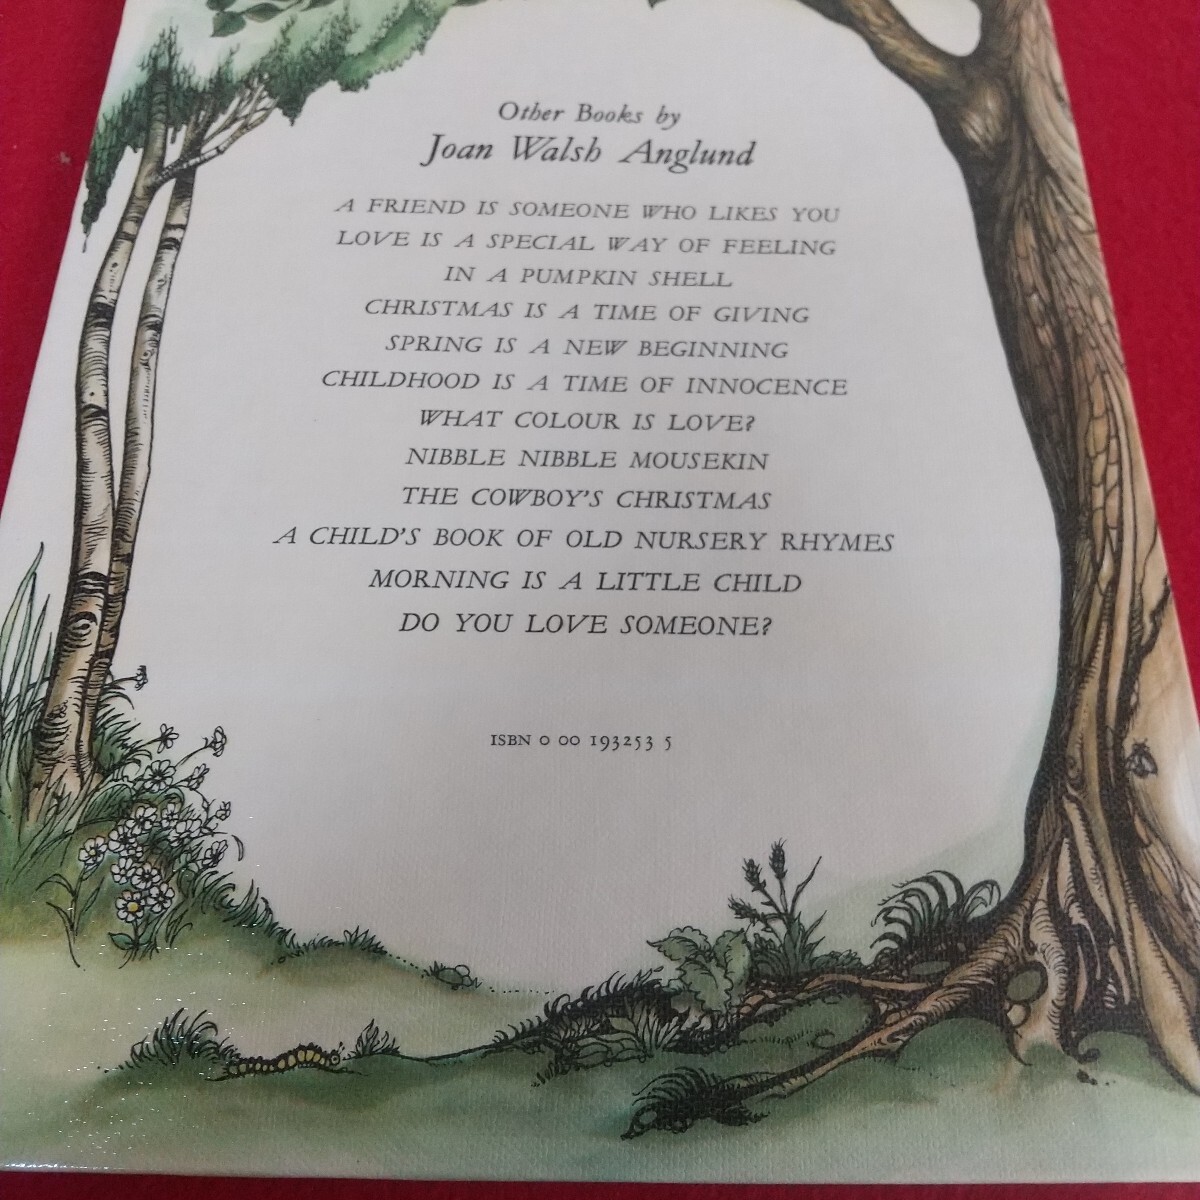 Other Books by
Joan Walsh Anglund
A FRIEND IS SOMEONE WHO LIKES YOU
LOVE IS A SPECIAL WAY OF FEELING
IN A PUMPKIN SHELL
CHRISTMAS IS A TIME OF GIVING
SPRING IS A NEW BEGINNING
CHILDHOOD IS A TIME OF INNOCENCE
WHAT COLOUR IS LOVE?
NIBBLE NIBBLE MOUSEKIN
THE COWBOY'S CHRISTMAS
A CHILD'S BOOK OF OLD NURSERY RHYMES
MORNING IS A LITTLE CHILD
DO YOU LOVE SOMEONE?
ISBN 0 00 193253 5